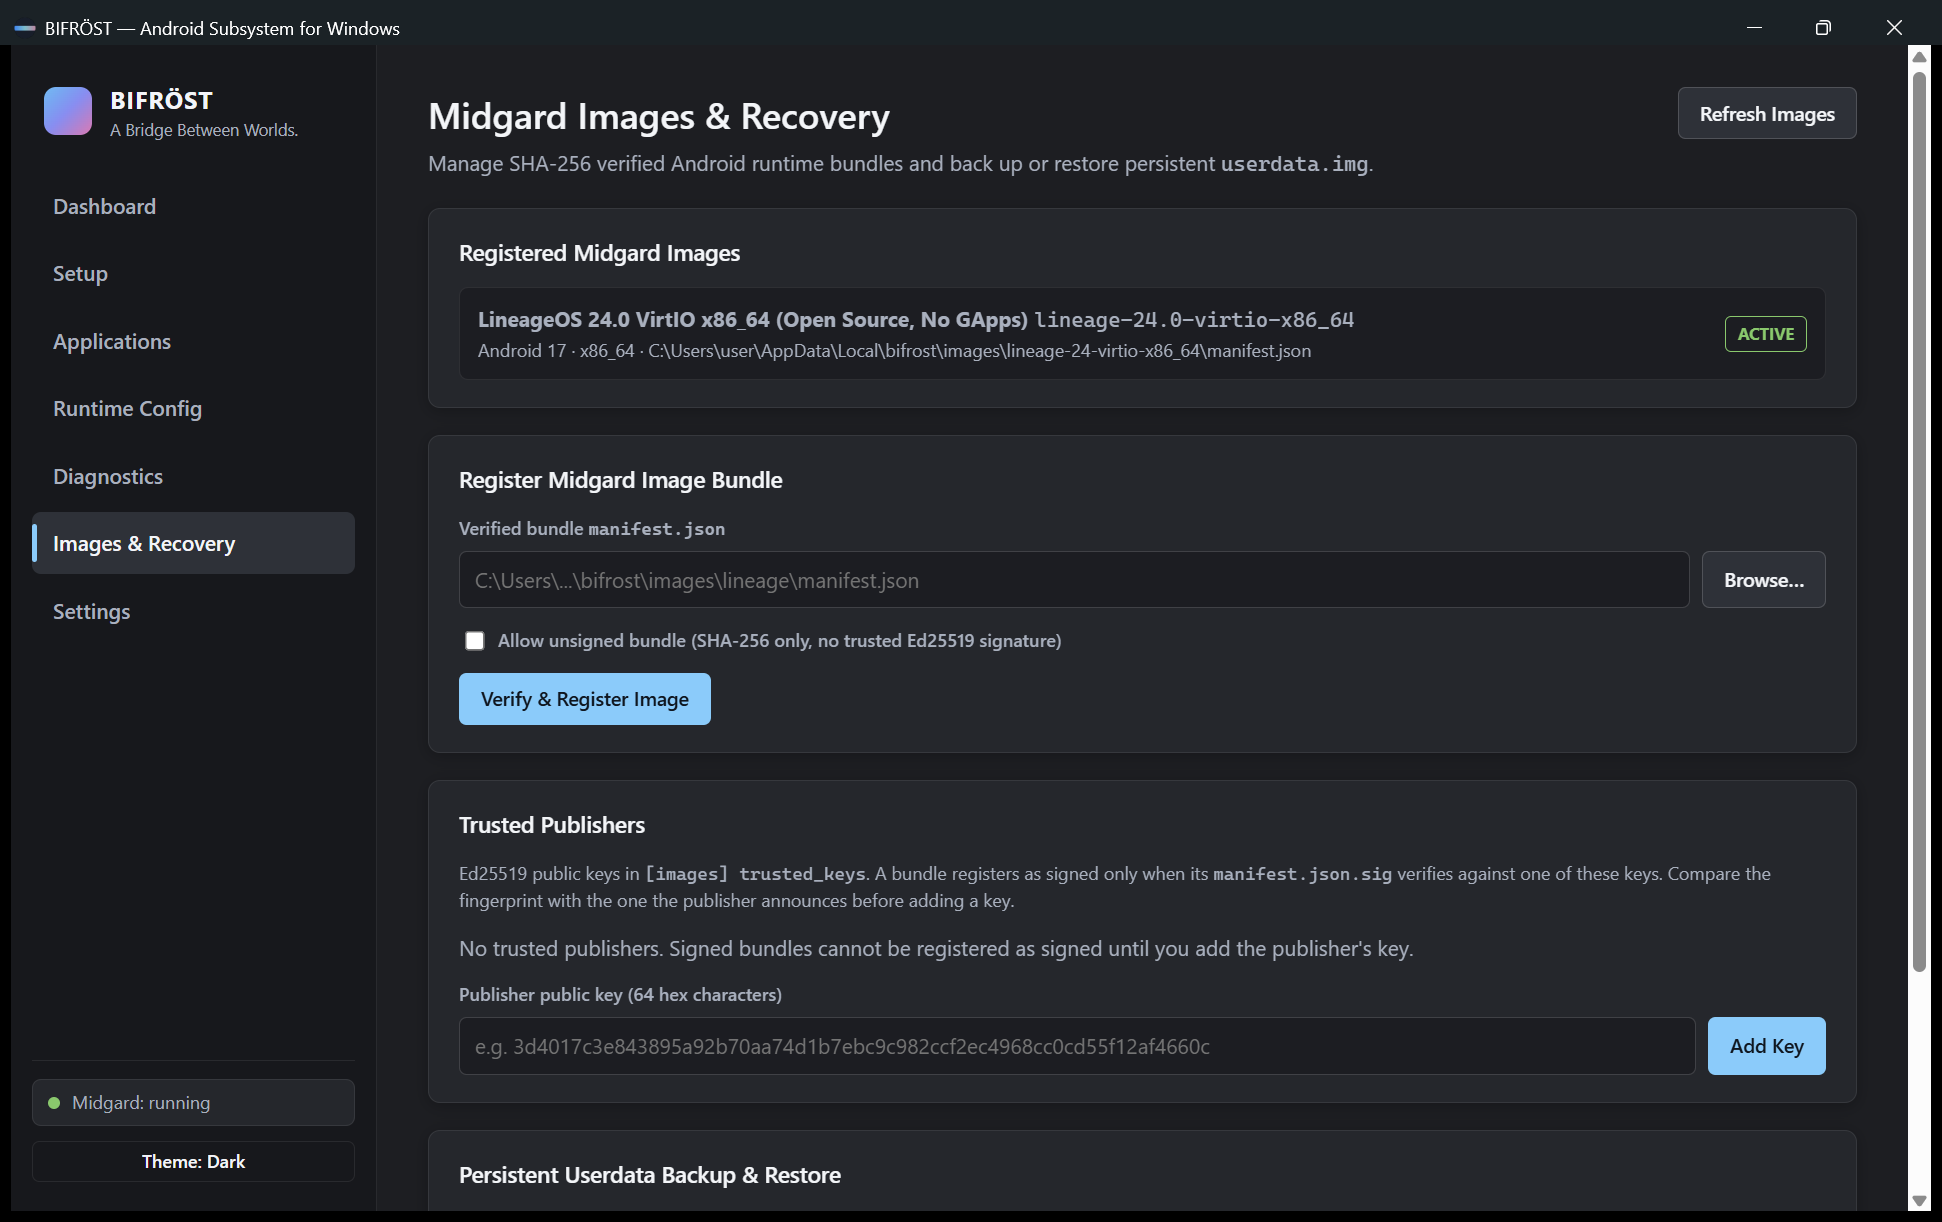 BIFRÖST — Android Subsystem for Windows
BIFRÖST
A Bridge Between Worlds.
Dashboard
Setup
Applications
Runtime Config
Diagnostics
Images & Recovery
Settings
Midgard: running
Theme: Dark
Midgard Images & Recovery
Refresh Images
Manage SHA-256 verified Android runtime bundles and back up or restore persistent userdata.img.
Registered Midgard Images
LineageOS 24.0 VirtIO x86_64 (Open Source, No GApps) lineage-24.0-virtio-x86_64
Android 17 · x86_64 · C:\Users\user\AppData\Local\bifrost\images\lineage-24-virtio-x86_64\manifest.json
ACTIVE
Register Midgard Image Bundle
Verified bundle manifest.json
C:\Users\...\bifrost\images\lineage\manifest.json
Browse...
Allow unsigned bundle (SHA-256 only, no trusted Ed25519 signature)
Verify & Register Image
Trusted Publishers
Ed25519 public keys in [images] trusted_keys. A bundle registers as signed only when its manifest.json.sig verifies against one of these keys. Compare the
fingerprint with the one the publisher announces before adding a key.
No trusted publishers. Signed bundles cannot be registered as signed until you add the publisher's key.
Publisher public key (64 hex characters)
e.g. 3d4017c3e843895a92b70aa74d1b7ebc9c982ccf2ec4968cc0cd55f12af4660c
Add Key
Persistent Userdata Backup & Restore